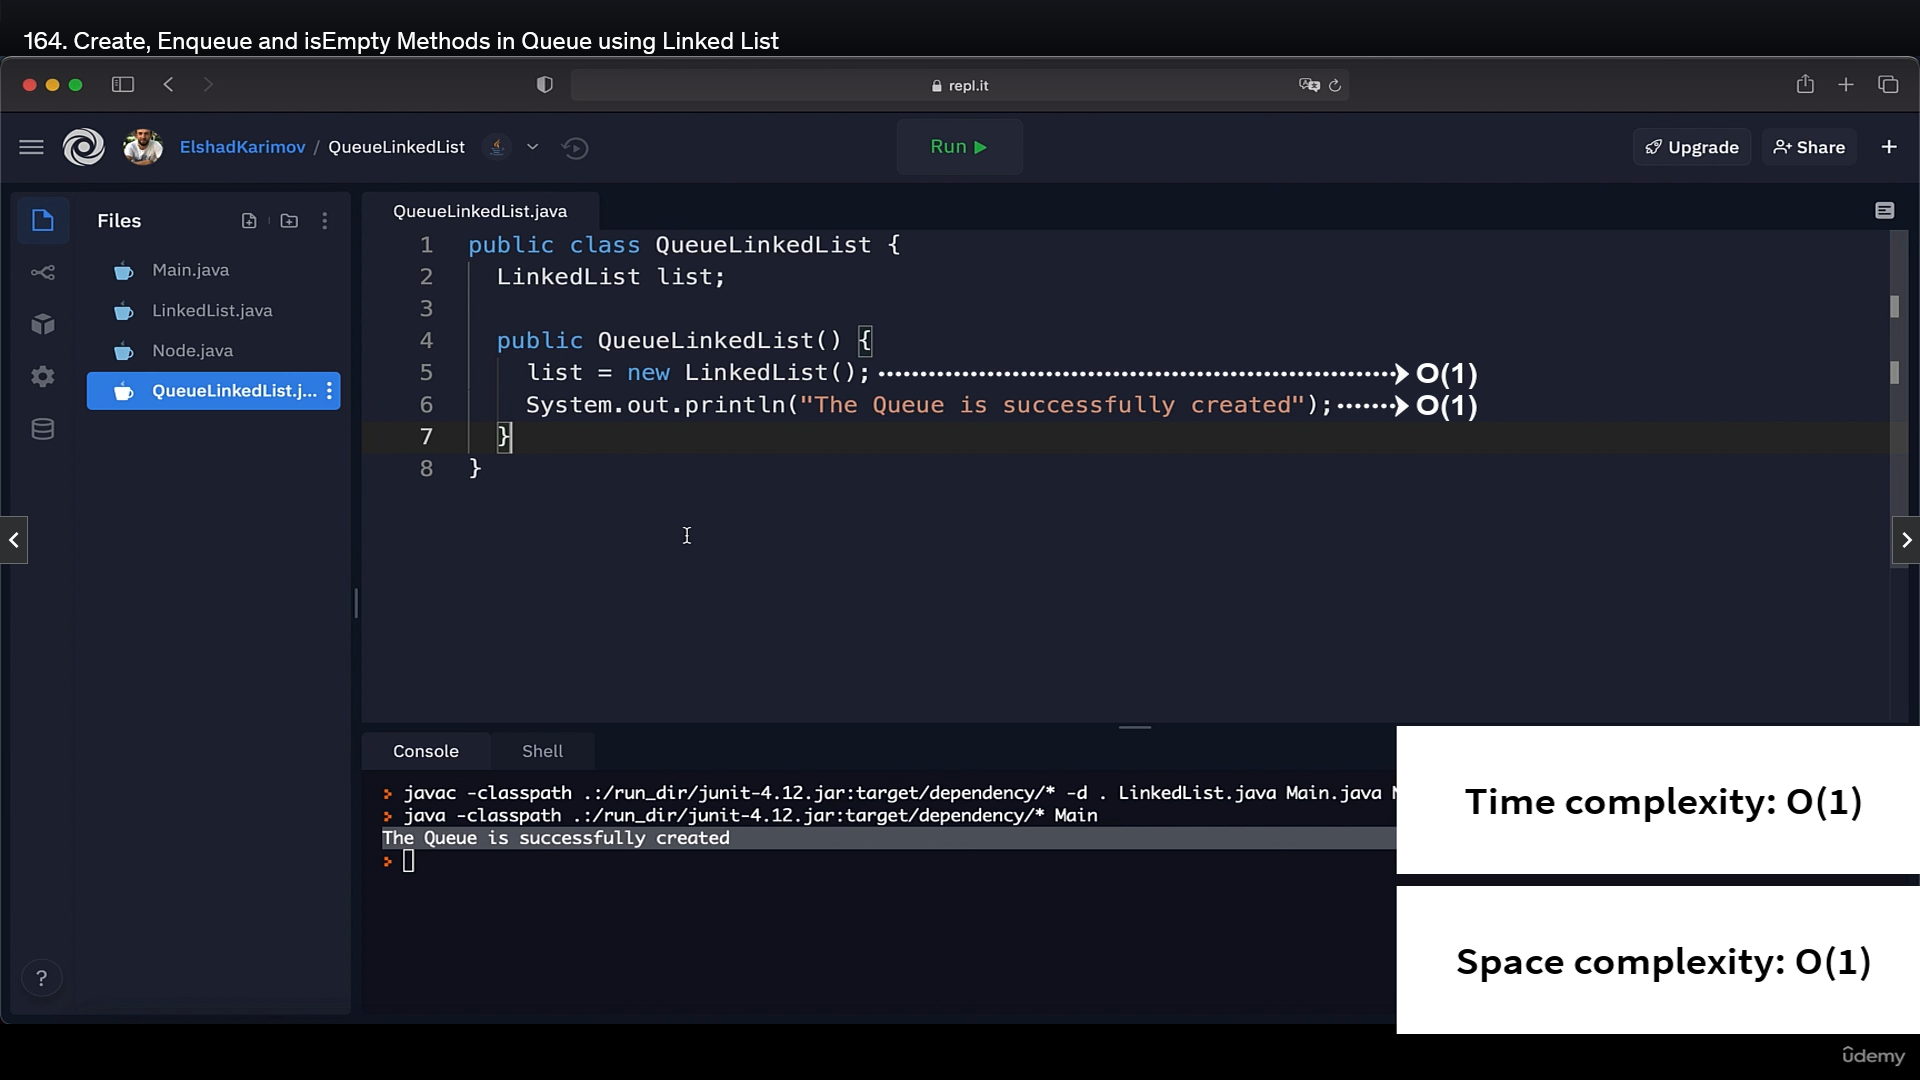 164. Create, Enqueue and isEmpty Methods in Queue using Linked List
repl.it
ElshadKarimov / QueueLinkedList
Run
Upgrade
Share
Files
Main.java
LinkedList.java
Node.java
QueueLinkedList.j...
QueueLinkedList.java
1 public class QueueLinkedList {
2 LinkedList list;
3
4 public QueueLinkedList() {
5 list = new LinkedList(); O(1)
6 System.out.println("The Queue is successfully created"); O(1)
7 }
8 }
Console Shell
> javac -classpath .:/run_dir/junit-4.12.jar:target/dependency/* -d . LinkedList.java Main.java
> java -classpath .:/run_dir/junit-4.12.jar:target/dependency/* Main
The Queue is successfully created
>
Time complexity: O(1)
Space complexity: O(1)
?
ûdemy